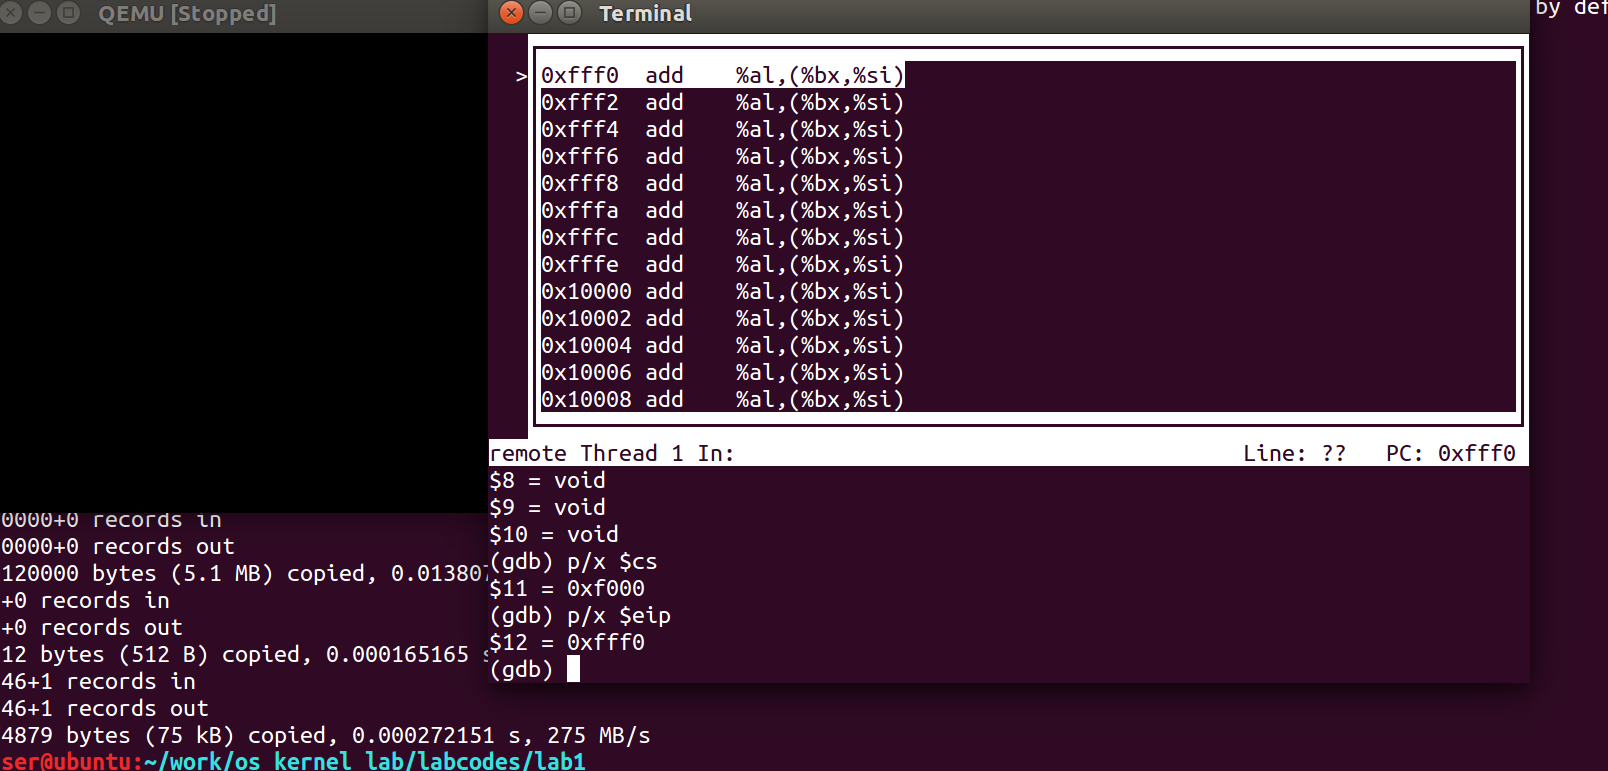 QEMU [Stopped]
Terminal
by def
> 0xfff0 add %al,(%bx,%si)
0xfff2 add %al,(%bx,%si)
0xfff4 add %al,(%bx,%si)
0xfff6 add %al,(%bx,%si)
0xfff8 add %al,(%bx,%si)
0xfffa add %al,(%bx,%si)
0xfffc add %al,(%bx,%si)
0xfffe add %al,(%bx,%si)
0x10000 add %al,(%bx,%si)
0x10002 add %al,(%bx,%si)
0x10004 add %al,(%bx,%si)
0x10006 add %al,(%bx,%si)
0x10008 add %al,(%bx,%si)
remote Thread 1 In: Line: ?? PC: 0xfff0
$8 = void
$9 = void
$10 = void
(gdb) p/x $cs
$11 = 0xf000
(gdb) p/x $eip
$12 = 0xfff0
(gdb)
0000+0 records in
0000+0 records out
120000 bytes (5.1 MB) copied, 0.013807
+0 records in
+0 records out
12 bytes (512 B) copied, 0.000165165 s
46+1 records in
46+1 records out
4879 bytes (75 kB) copied, 0.000272151 s, 275 MB/s
ser@ubuntu:~/work/os_kernel_lab/labcodes/lab1